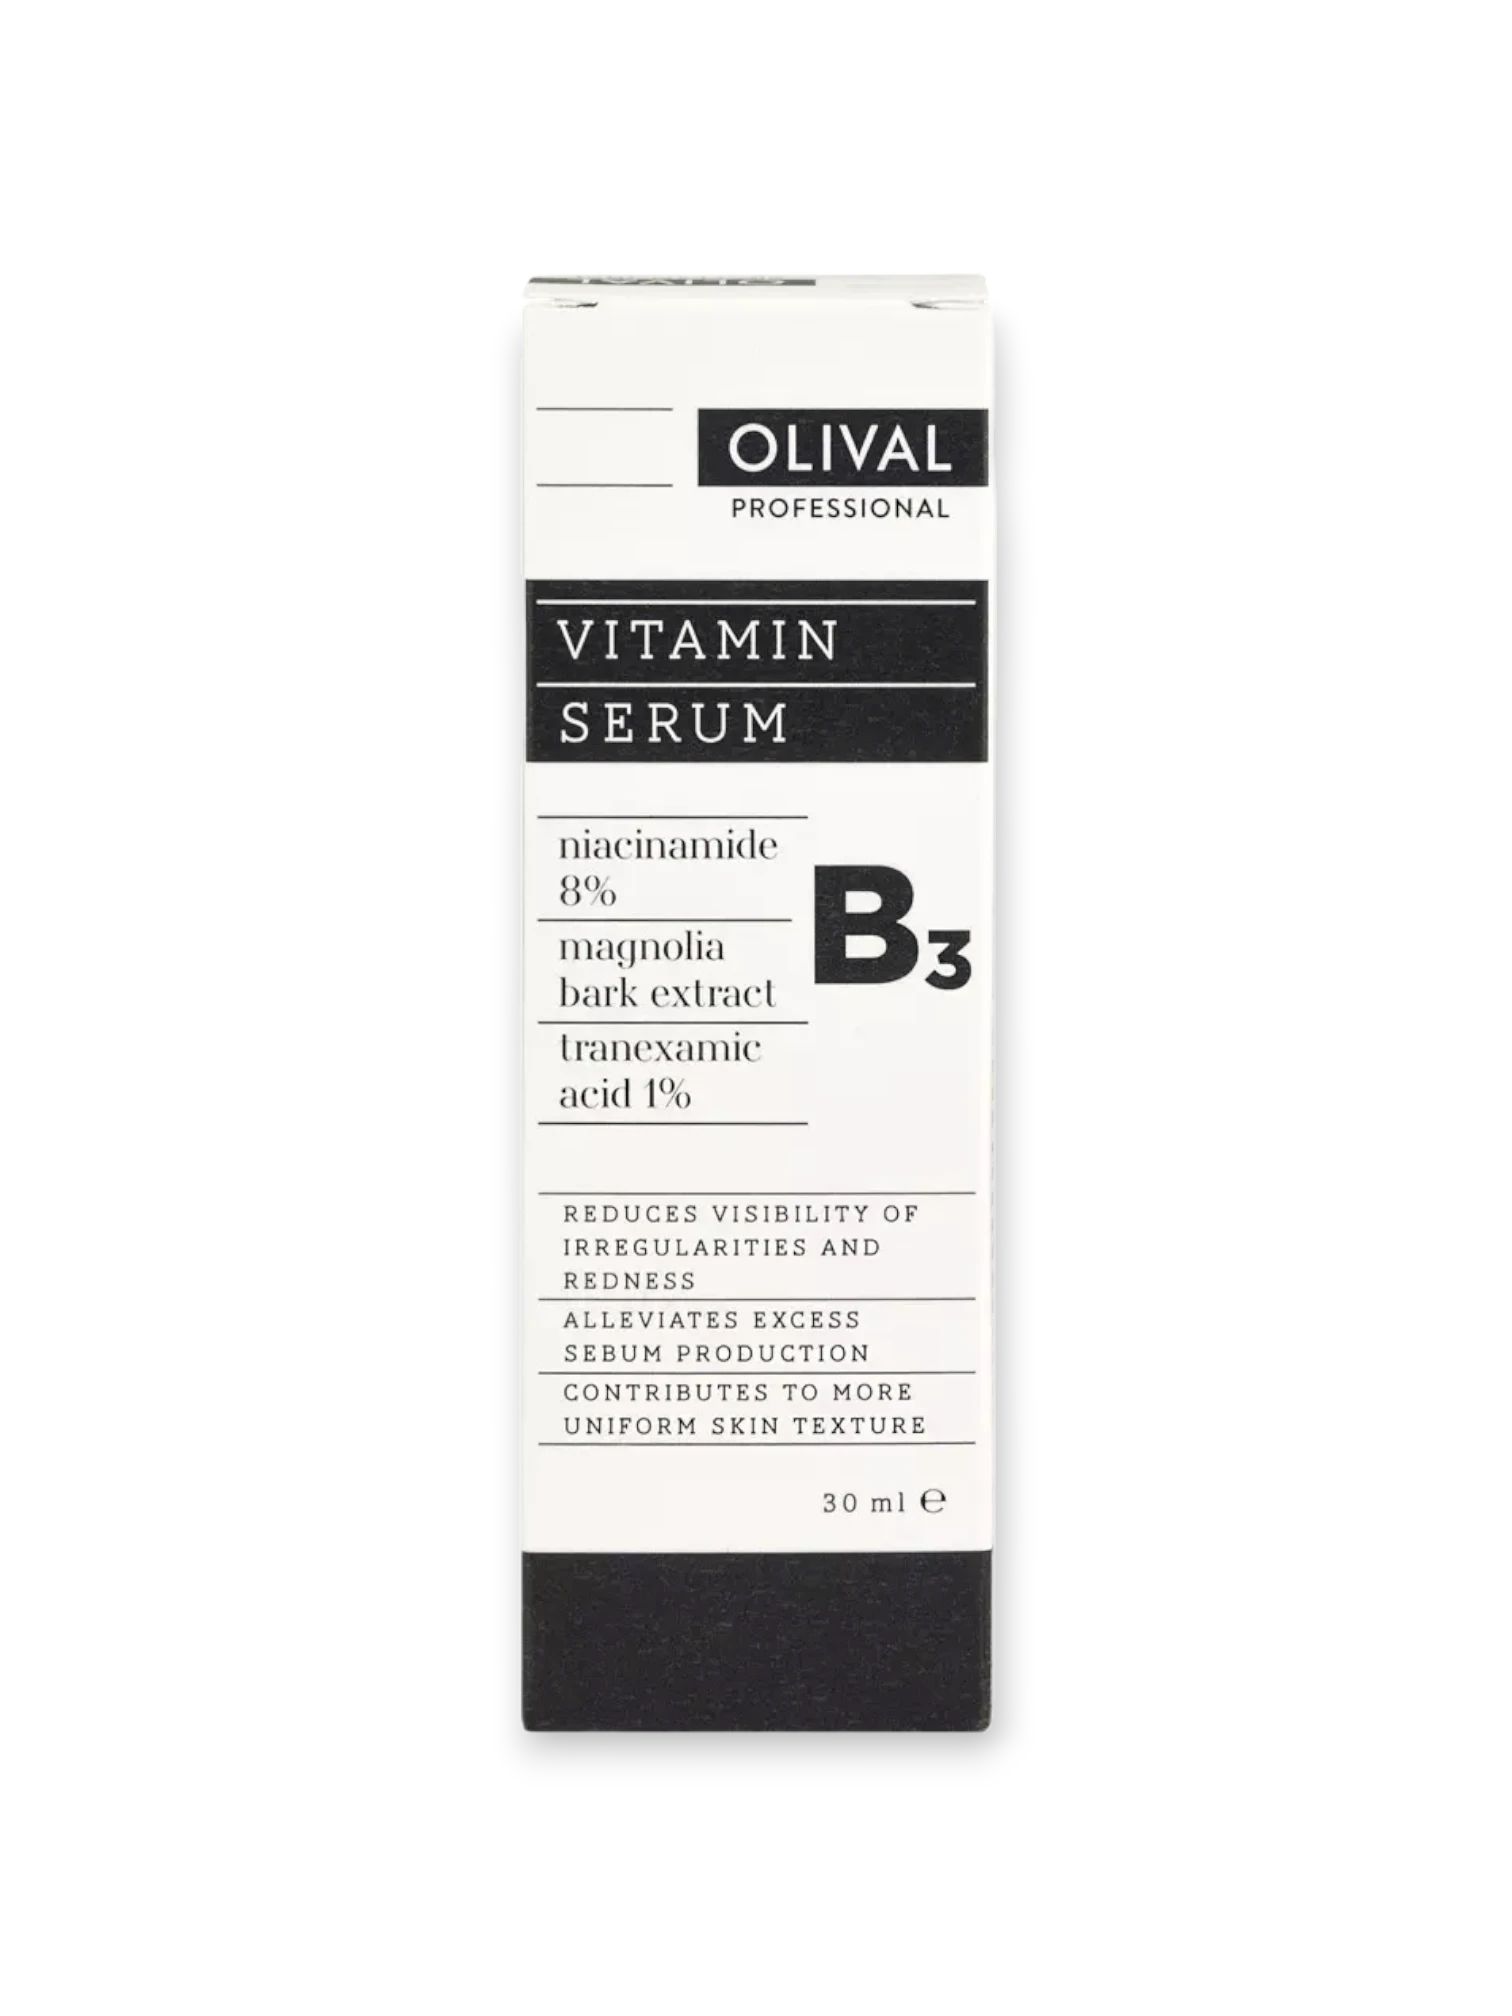 OLIVAL
OLIVAL
PROFESSIONAL
VITAMIN
SERUM
niacinamide
8%
magnolia
bark extract
tranexamic
acid 1%
B₃
REDUCES VISIBILITY OF
IRREGULARITIES AND
REDNESS
ALLEVIATES EXCESS
SEBUM PRODUCTION
CONTRIBUTES TO MORE
UNIFORM SKIN TEXTURE
30 ml ℮